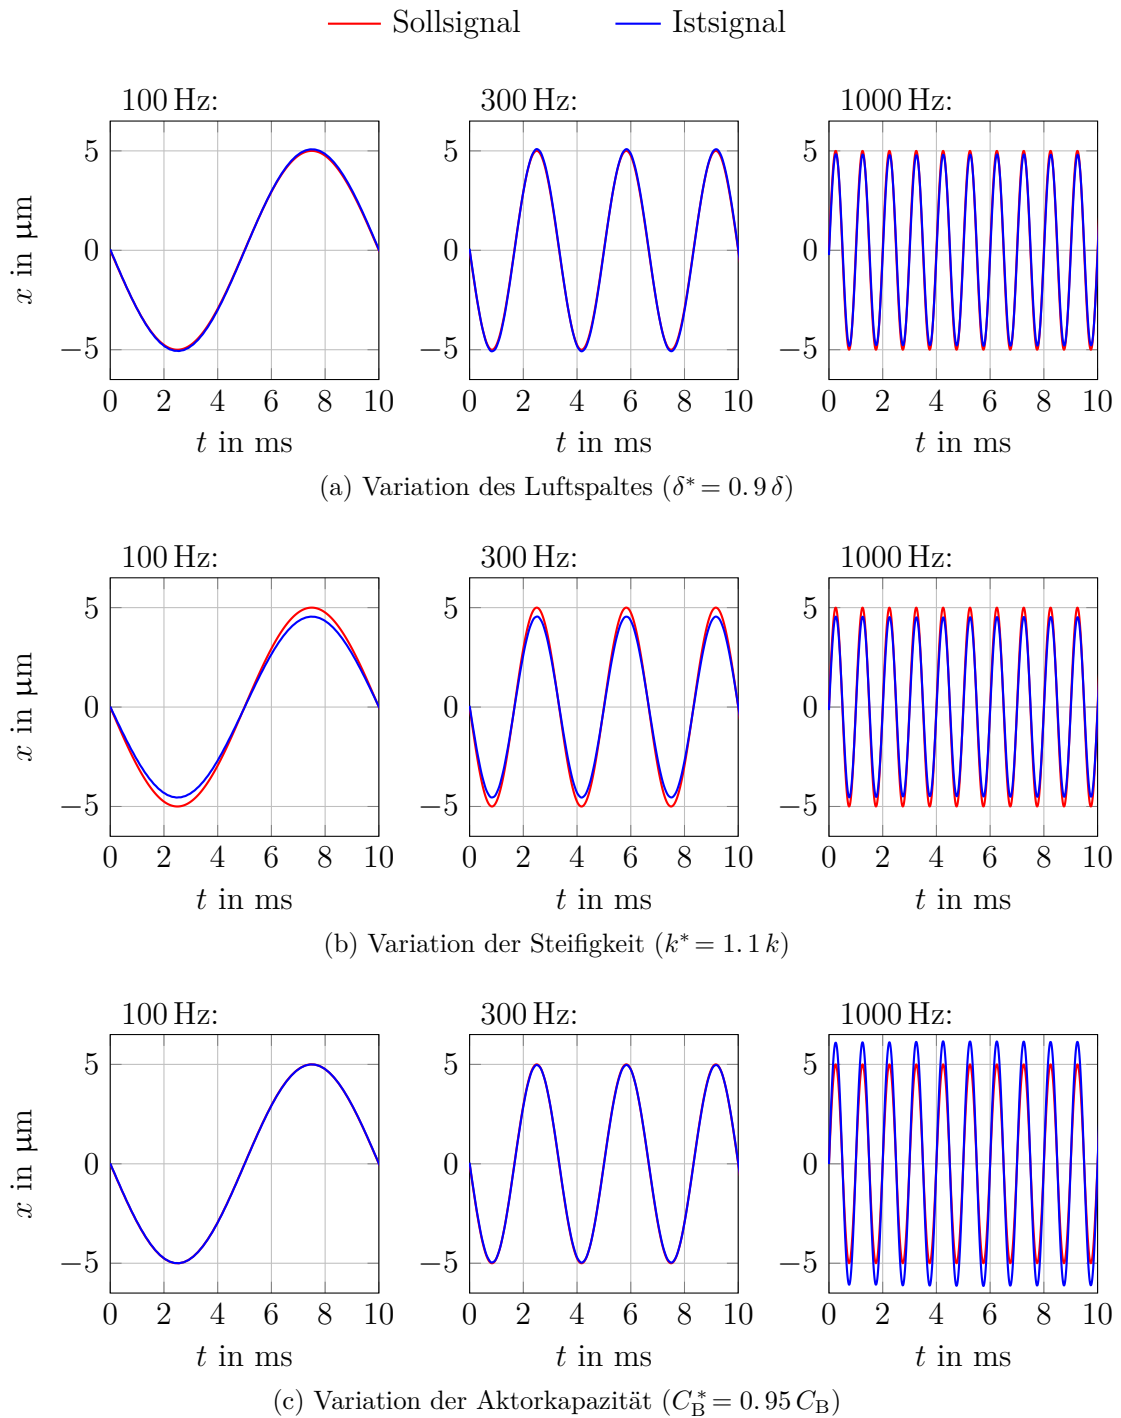 Sollsignal Istsignal
100 Hz: 300 Hz: 1000 Hz:
x in µm
5 5 5
0 0 0
−5 −5 −5
0 2 4 6 8 10 0 2 4 6 8 10 0 2 4 6 8 10
t in ms t in ms t in ms
(a) Variation des Luftspaltes (δ* = 0.9 δ)
100 Hz: 300 Hz: 1000 Hz:
x in µm
5 5 5
0 0 0
−5 −5 −5
0 2 4 6 8 10 0 2 4 6 8 10 0 2 4 6 8 10
t in ms t in ms t in ms
(b) Variation der Steifigkeit (k* = 1.1 k)
100 Hz: 300 Hz: 1000 Hz:
x in µm
5 5 5
0 0 0
−5 −5 −5
0 2 4 6 8 10 0 2 4 6 8 10 0 2 4 6 8 10
t in ms t in ms t in ms
(c) Variation der Aktorkapazität (C_B* = 0.95 C_B)